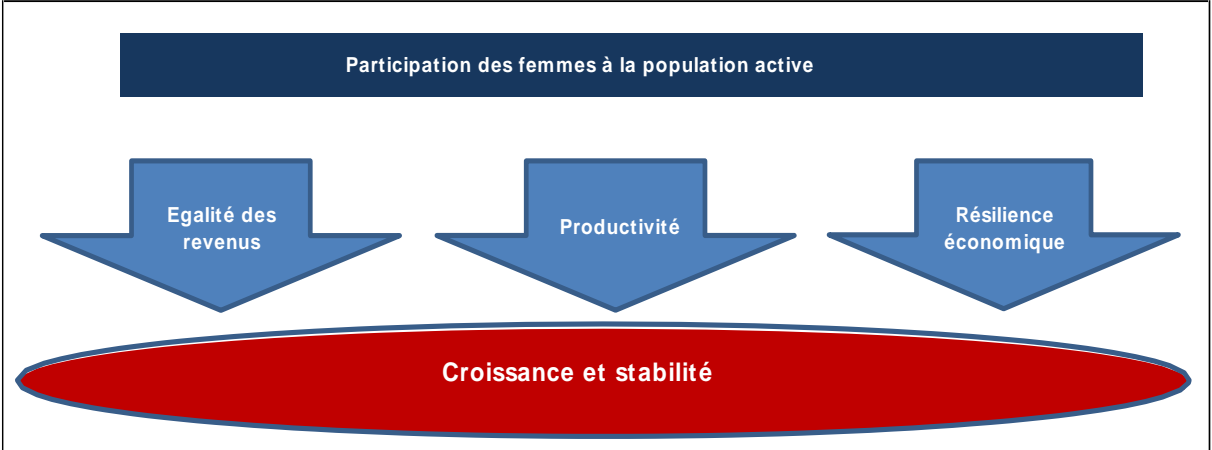 Participation des femmes à la population active
Egalité des
revenus
Productivité
Résilience
économique
Croissance et stabilité